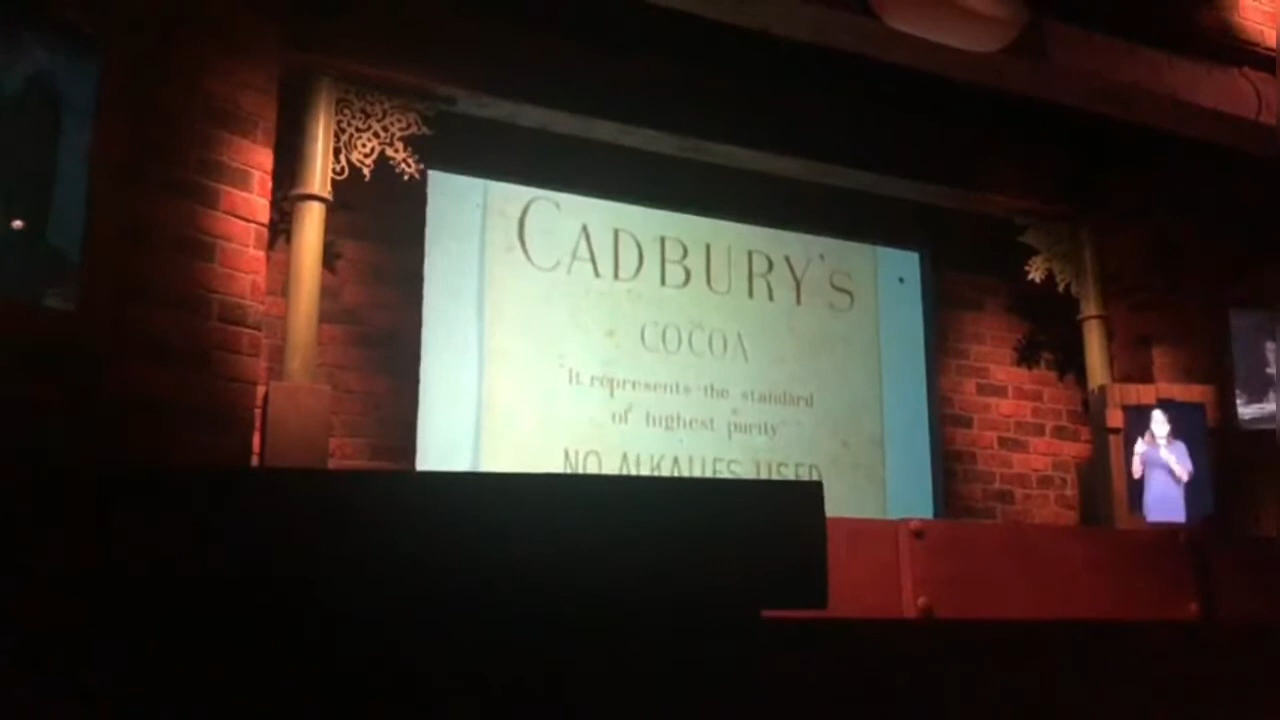 CADBURY'S
COCOA
"It represents the standard
of highest purity"
NO ALKALIES USED